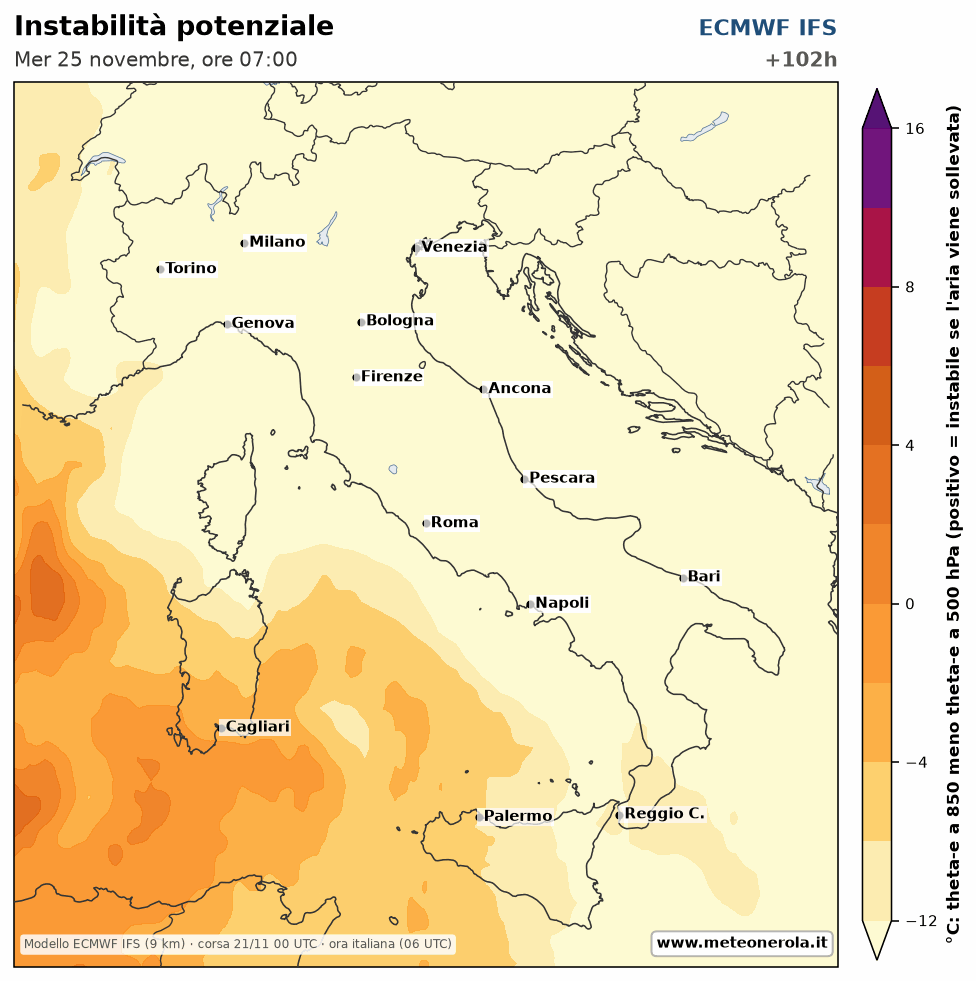 Instabilità potenziale
ECMWF IFS
Mer 25 novembre, ore 07:00
+102h
Milano
Venezia
Torino
Genova
Bologna
Firenze
Ancona
Pescara
Roma
Bari
Napoli
Cagliari
Palermo
Reggio C.
16
8
4
0
−4
−12
°C: theta-e a 850 meno theta-e a 500 hPa (positivo = instabile se l'aria viene sollevata)
Modello ECMWF IFS (9 km) · corsa 21/11 00 UTC · ora italiana (06 UTC)
www.meteonerola.it